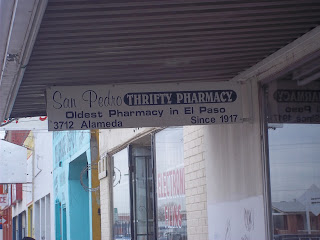 San Pedro THRIFTY PHARMACY
Oldest Pharmacy in El Paso
3712 Alameda Since 1917